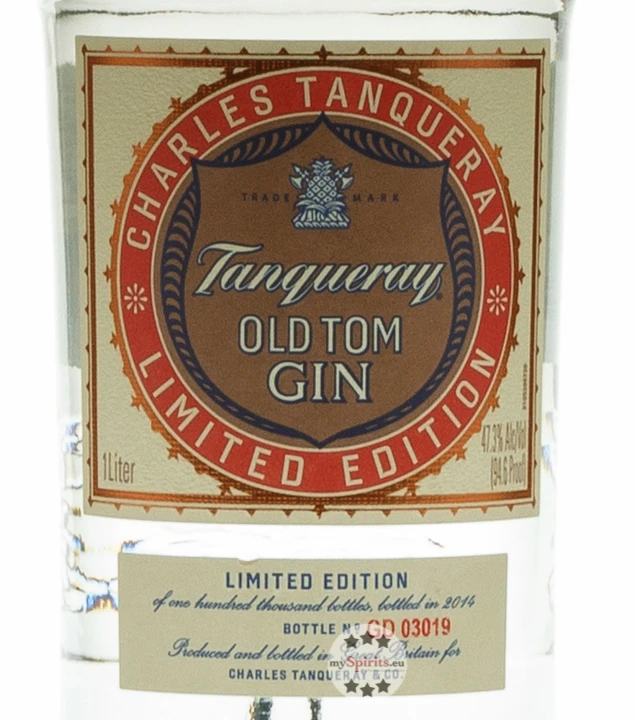 CHARLES TANQUERAY
TRADE MARK
Tanqueray
OLD TOM
GIN
LIMITED EDITION
1 Liter
47.3% Alc/Vol
(94.6 Proof)
LIMITED EDITION
of one hundred thousand bottles, bottled in 2014
BOTTLE Nº GD 03019
Produced and bottled in Great Britain for
CHARLES TANQUERAY & CO.
mySpirits.eu